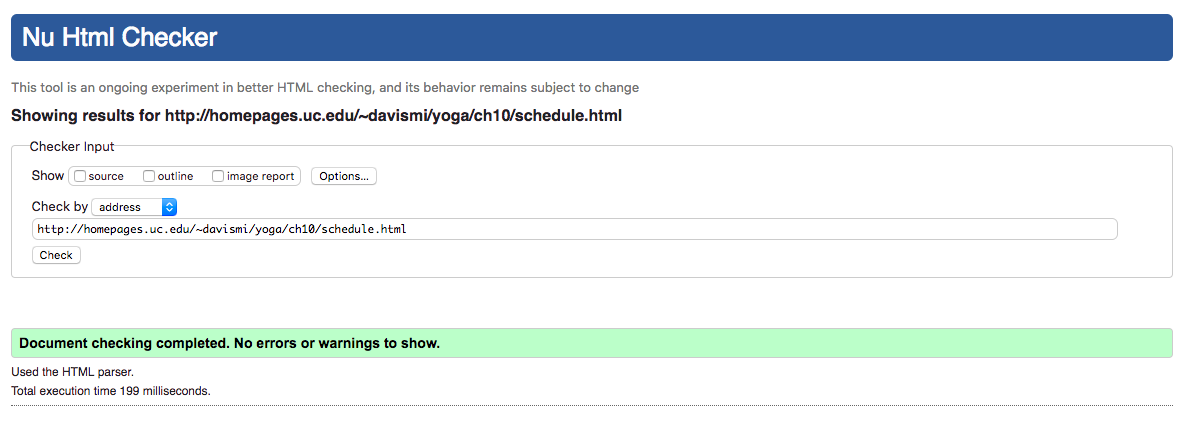 Nu Html Checker
This tool is an ongoing experiment in better HTML checking, and its behavior remains subject to change
Showing results for http://homepages.uc.edu/~davismi/yoga/ch10/schedule.html
Checker Input
Show source outline image report Options...
Check by address
http://homepages.uc.edu/~davismi/yoga/ch10/schedule.html
Check
Document checking completed. No errors or warnings to show.
Used the HTML parser.
Total execution time 199 milliseconds.